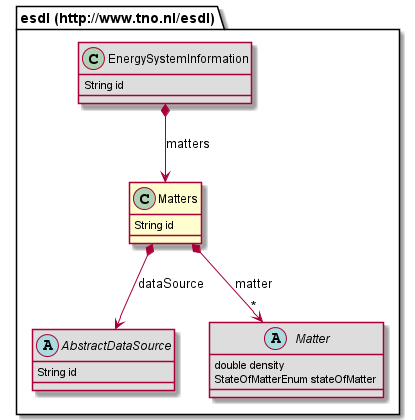 esdl (http://www.tno.nl/esdl)
C EnergySystemInformation
String id
matters
C Matters
String id
dataSource
matter
*
A AbstractDataSource
String id
A Matter
double density
StateOfMatterEnum stateOfMatter